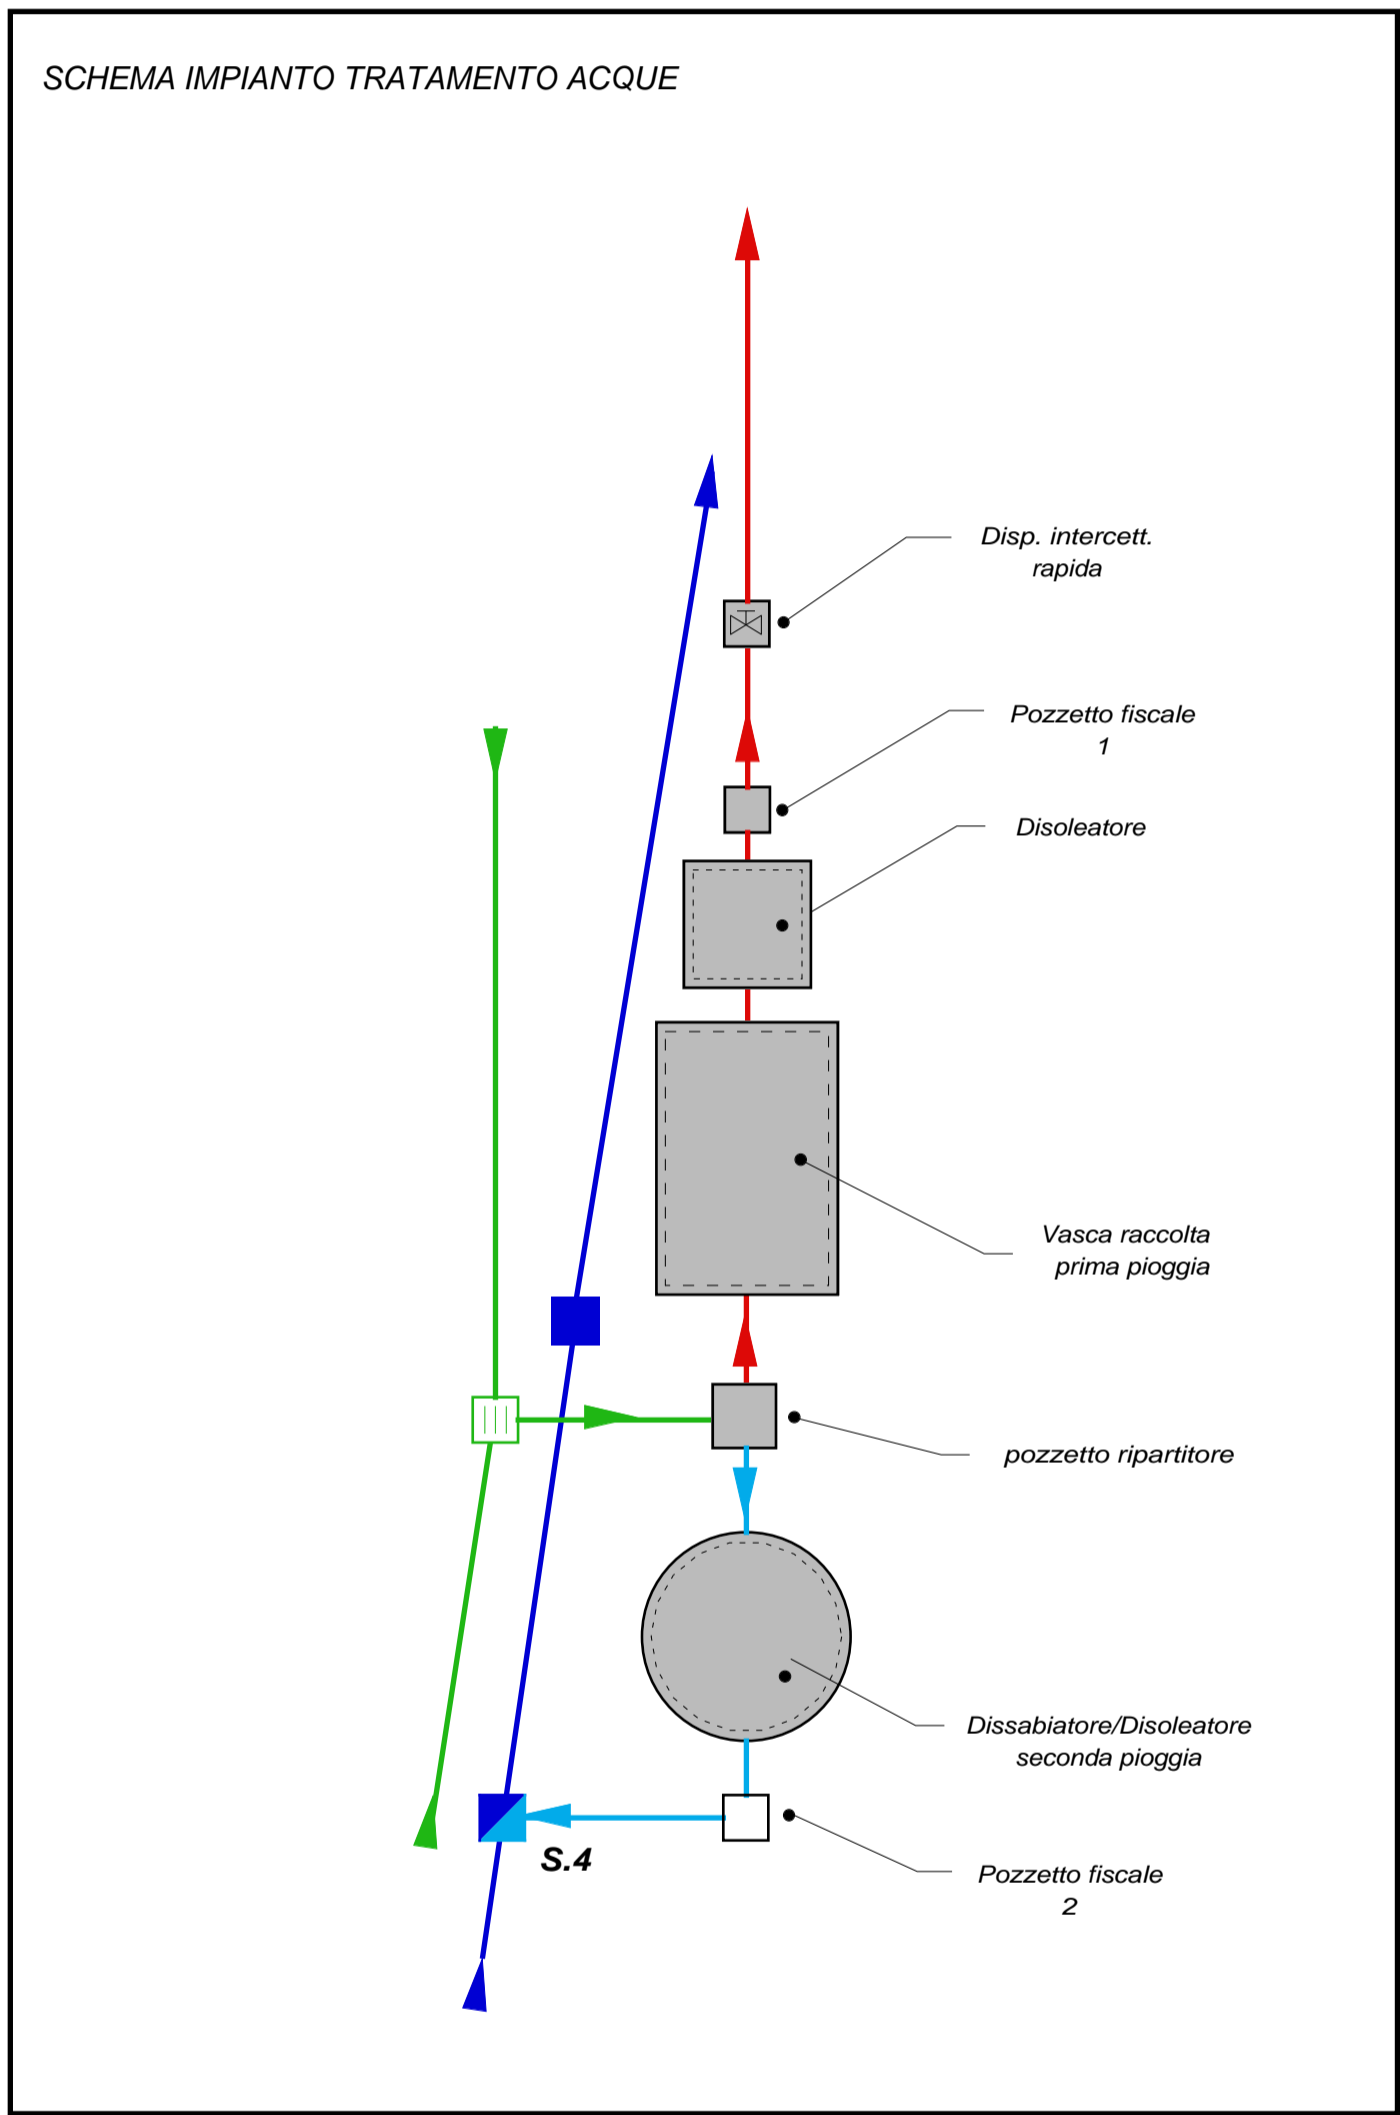 SCHEMA IMPIANTO TRATAMENTO ACQUE
Disp. intercett.
rapida
Pozzetto fiscale
1
Disoleatore
Vasca raccolta
prima pioggia
pozzetto ripartitore
Dissabiatore/Disoleatore
seconda pioggia
S.4
Pozzetto fiscale
2